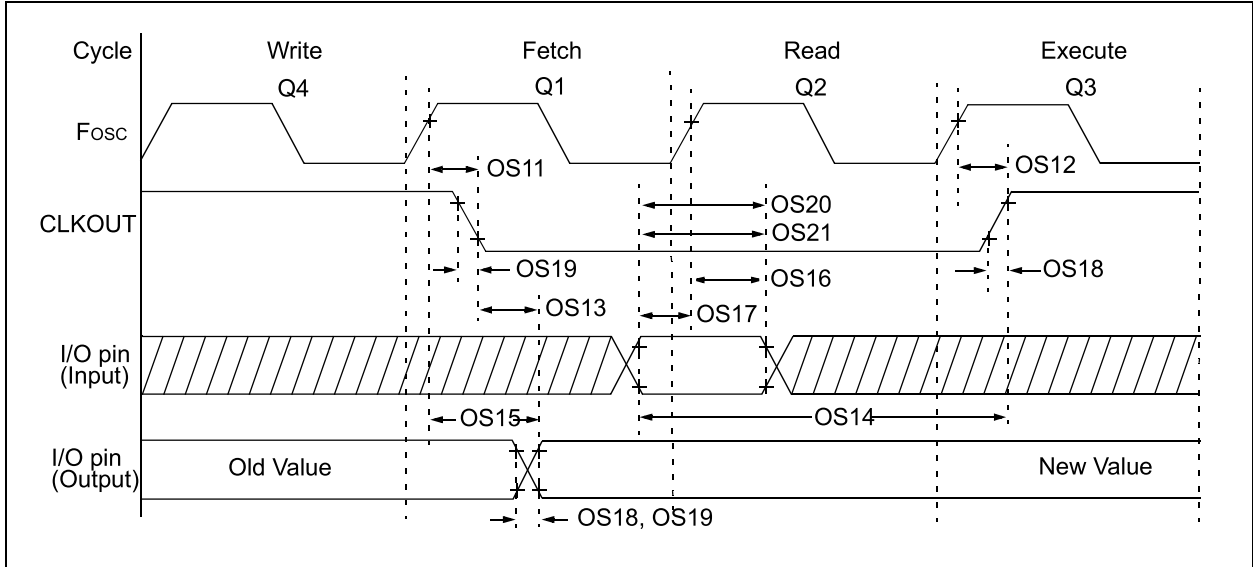 Cycle Write Fetch Read Execute
Q4 Q1 Q2 Q3
FOSC
OS11 OS12
CLKOUT
OS20
OS21
OS19 OS16 OS18
OS13 OS17
I/O pin
(Input)
OS15 OS14
I/O pin
(Output)
Old Value New Value
OS18, OS19